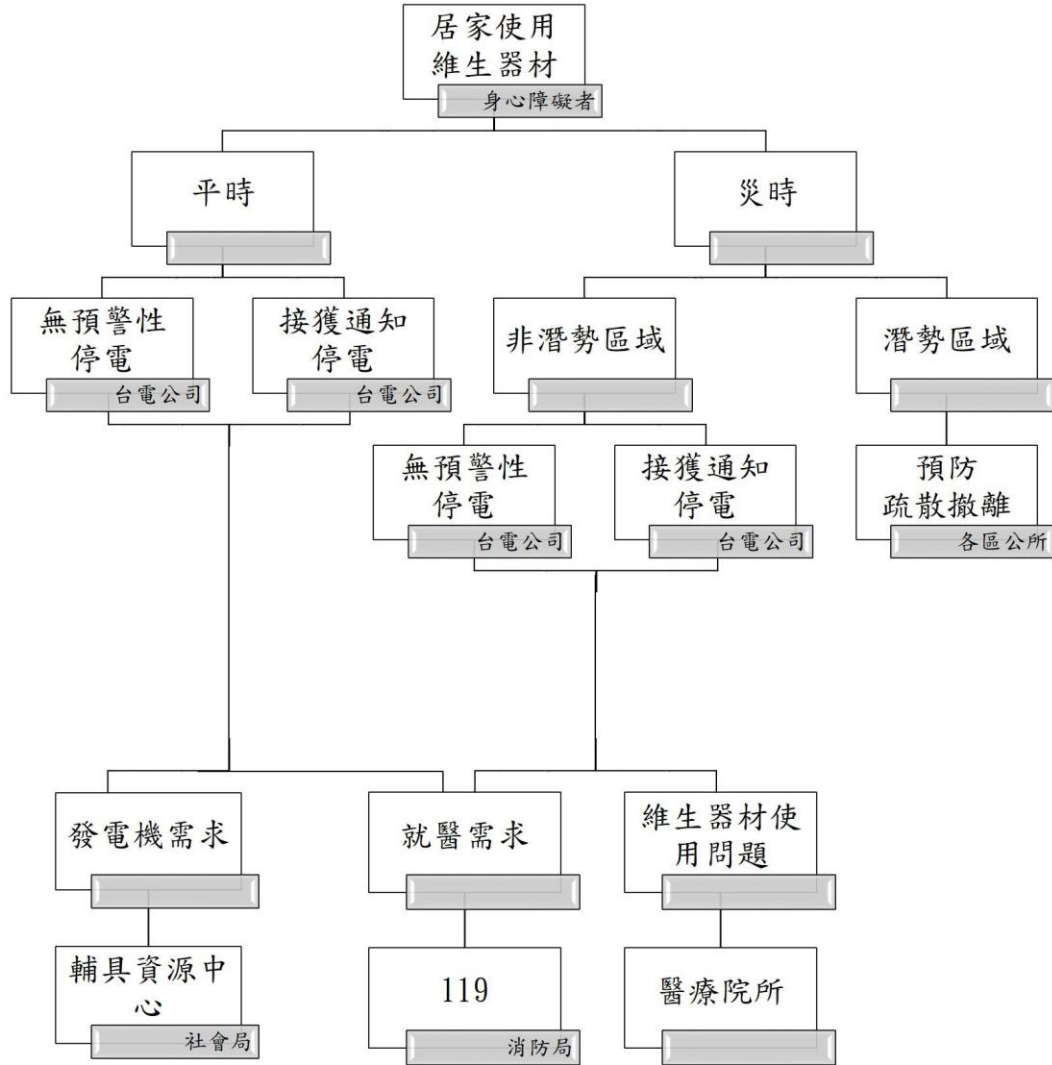 居家使用
維生器材
身心障礙者
平時
災時
無預警性
停電
台電公司
接獲通知
停電
台電公司
非潛勢區域
潛勢區域
無預警性
停電
台電公司
接獲通知
停電
台電公司
預防
疏散撤離
各區公所
發電機需求
就醫需求
維生器材使
用問題
輔具資源中
心
社會局
119
消防局
醫療院所